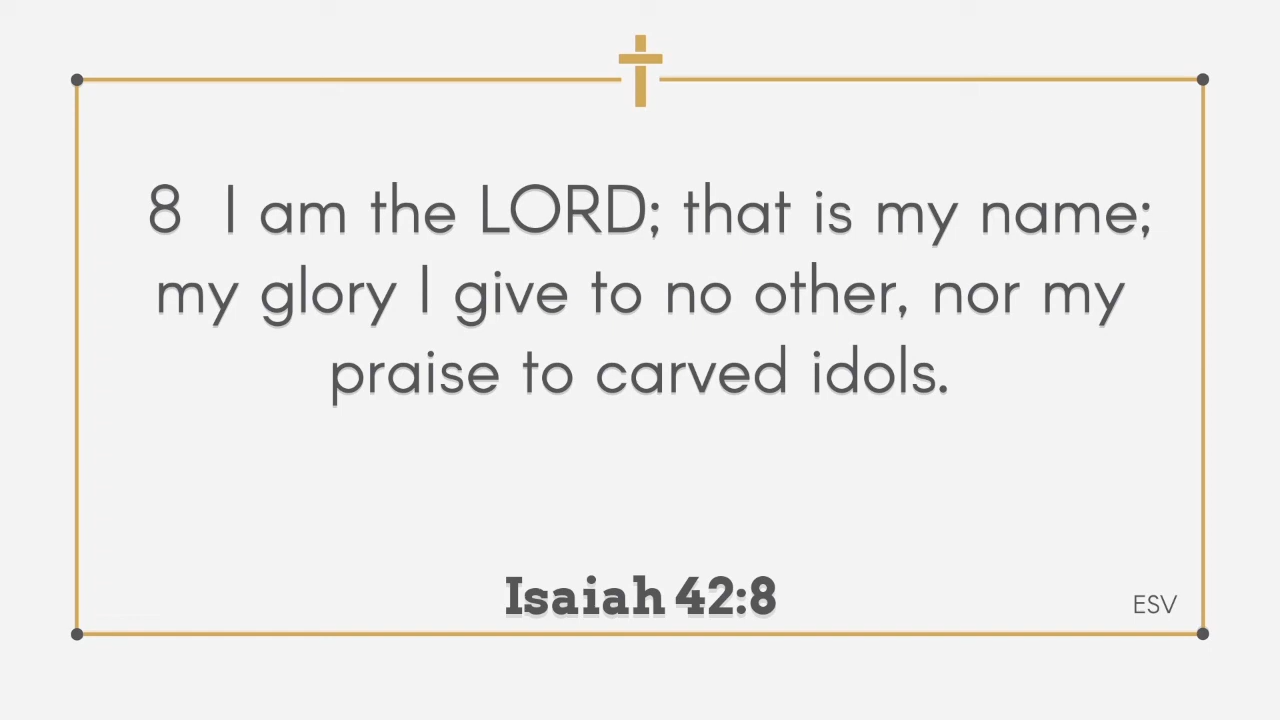 8 I am the LORD; that is my name;
my glory I give to no other, nor my
praise to carved idols.
Isaiah 42:8
ESV